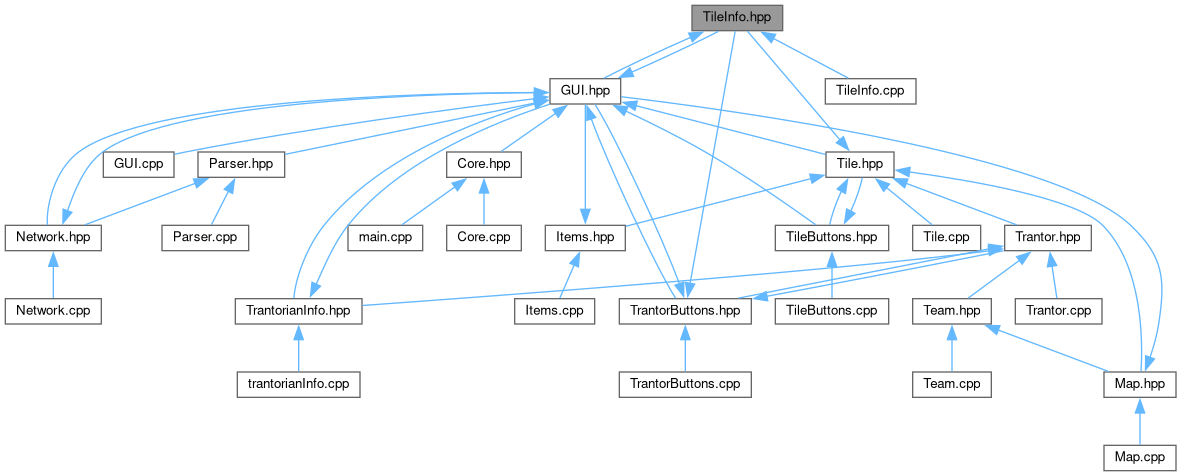 TileInfo.hpp
GUI.hpp
TileInfo.cpp
GUI.cpp
Parser.hpp
Core.hpp
Tile.hpp
Network.hpp
Parser.cpp
main.cpp
Core.cpp
Items.hpp
TileButtons.hpp
Tile.cpp
Trantor.hpp
Network.cpp
TrantorianInfo.hpp
Items.cpp
TrantorButtons.hpp
TileButtons.cpp
Team.hpp
Trantor.cpp
trantorianInfo.cpp
TrantorButtons.cpp
Team.cpp
Map.hpp
Map.cpp